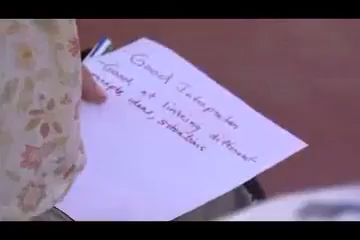 Good Interpreter
- Good at linking different
people, ideas, situations